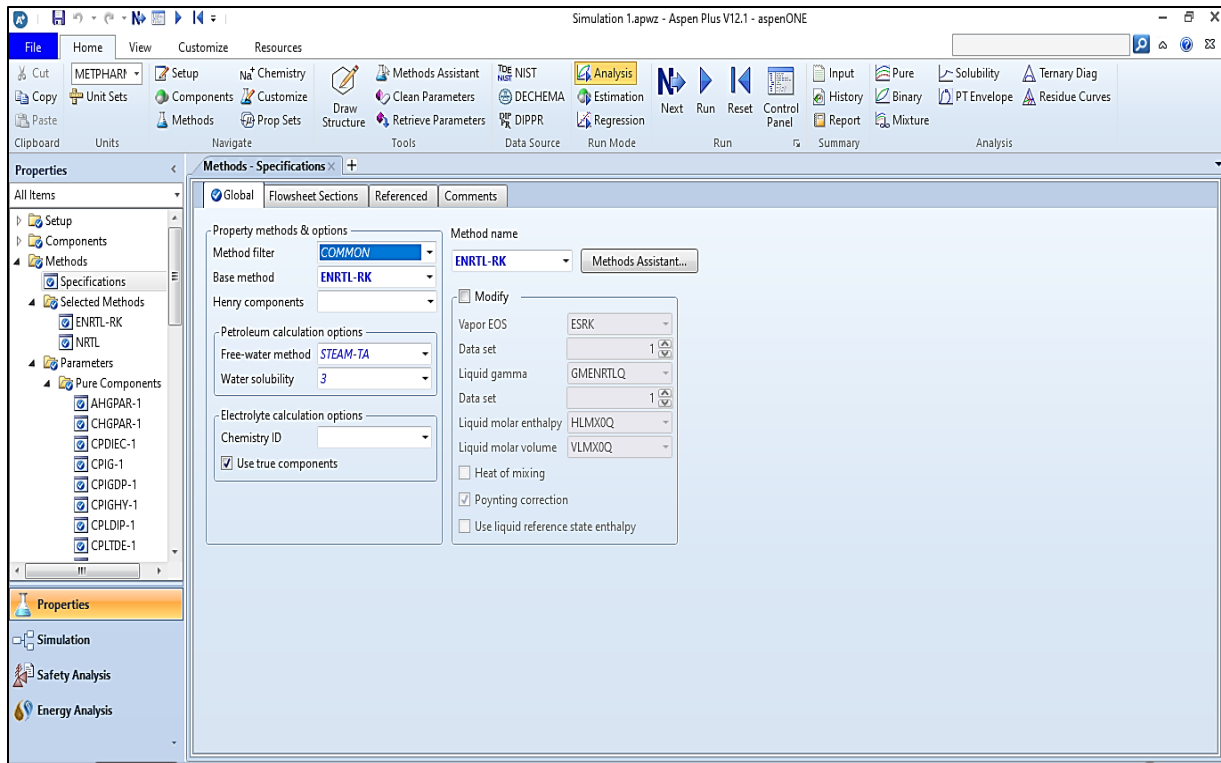 Simulation 1.apwz - Aspen Plus V12.1 - aspenONE
File Home View Customize Resources
Cut METPHARM Setup Na+ Chemistry Methods Assistant NIST Analysis Input Pure Solubility Ternary Diag
Copy Unit Sets Components Customize Clean Parameters DECHEMA Estimation Next Run Reset Control Panel History Binary PT Envelope Residue Curves
Paste Methods Prop Sets Draw Structure Retrieve Parameters DIPPR Regression Report Mixture
Clipboard Units Navigate Tools Data Source Run Mode Run Summary Analysis
Properties
All Items
Setup
Components
Methods
Specifications
Selected Methods
ENRTL-RK
NRTL
Parameters
Pure Components
AHGPAR-1
CHGPAR-1
CPDIEC-1
CPIG-1
CPIGDP-1
CPIGHY-1
CPLDIP-1
CPLTDE-1
Properties
Simulation
Safety Analysis
Energy Analysis
Methods - Specifications × +
Global Flowsheet Sections Referenced Comments
Property methods & options
Method filter COMMON
Base method ENRTL-RK
Henry components
Petroleum calculation options
Free-water method STEAM-TA
Water solubility 3
Electrolyte calculation options
Chemistry ID
Use true components
Method name
ENRTL-RK Methods Assistant...
Modify
Vapor EOS ESRK
Data set 1
Liquid gamma GMENRTLQ
Data set 1
Liquid molar enthalpy HLMX0Q
Liquid molar volume VLMX0Q
Heat of mixing
Poynting correction
Use liquid reference state enthalpy